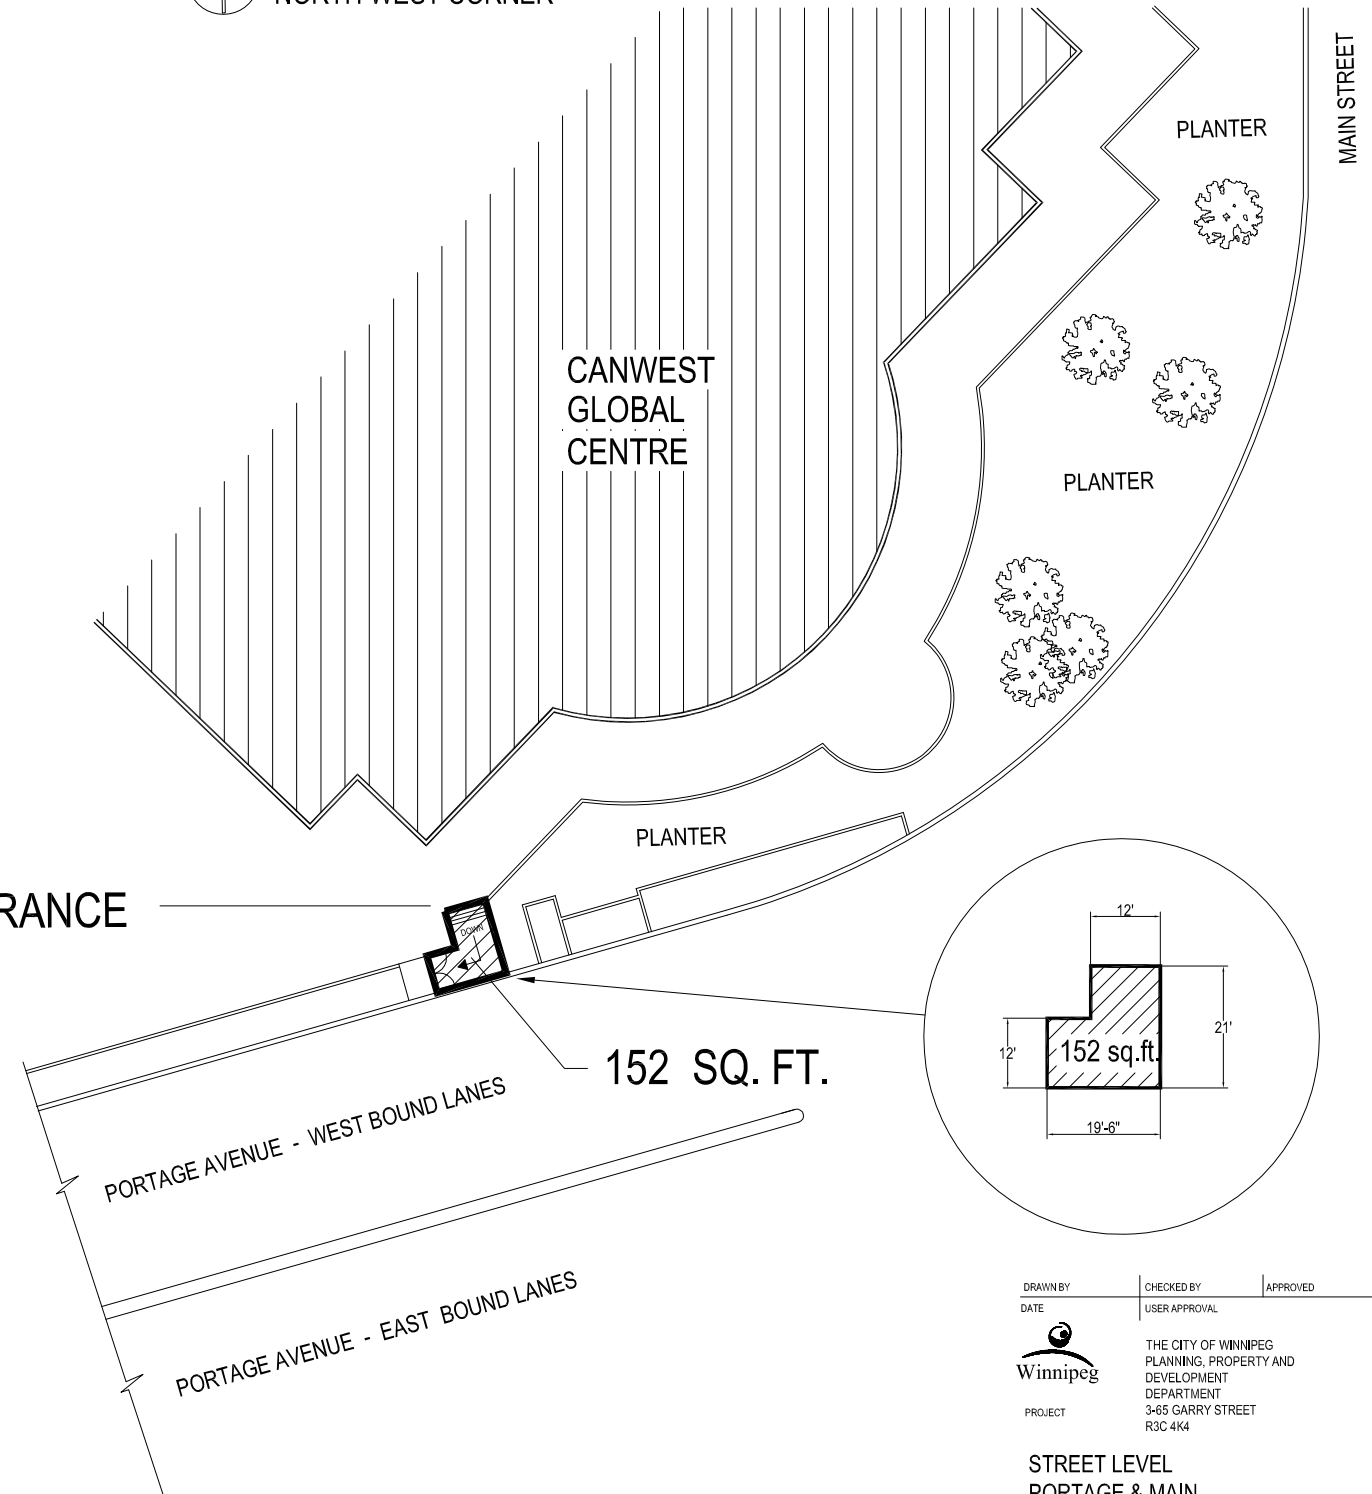 NORTH WEST CORNER
MAIN STREET
PLANTER
CANWEST
GLOBAL
CENTRE
PLANTER
PLANTER
RANCE
DOWN
12'
21'
12'
152 sq.ft.
19'-6"
152 SQ. FT.
PORTAGE AVENUE - WEST BOUND LANES
PORTAGE AVENUE - EAST BOUND LANES
DRAWN BY CHECKED BY APPROVED
DATE USER APPROVAL
Winnipeg
THE CITY OF WINNIPEG
PLANNING, PROPERTY AND
DEVELOPMENT
DEPARTMENT
PROJECT 3-65 GARRY STREET
R3C 4K4
STREET LEVEL
PORTAGE & MAIN